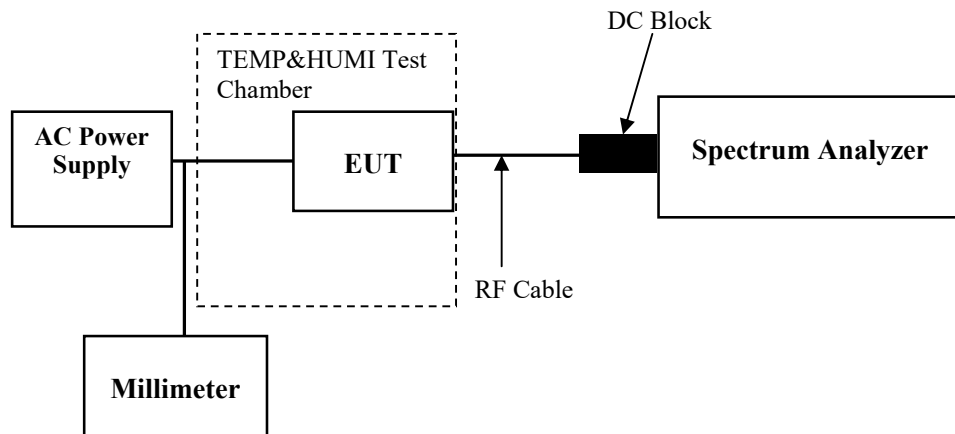 DC Block
TEMP&HUMI Test
Chamber
AC Power
Supply
EUT
Spectrum Analyzer
RF Cable
Millimeter